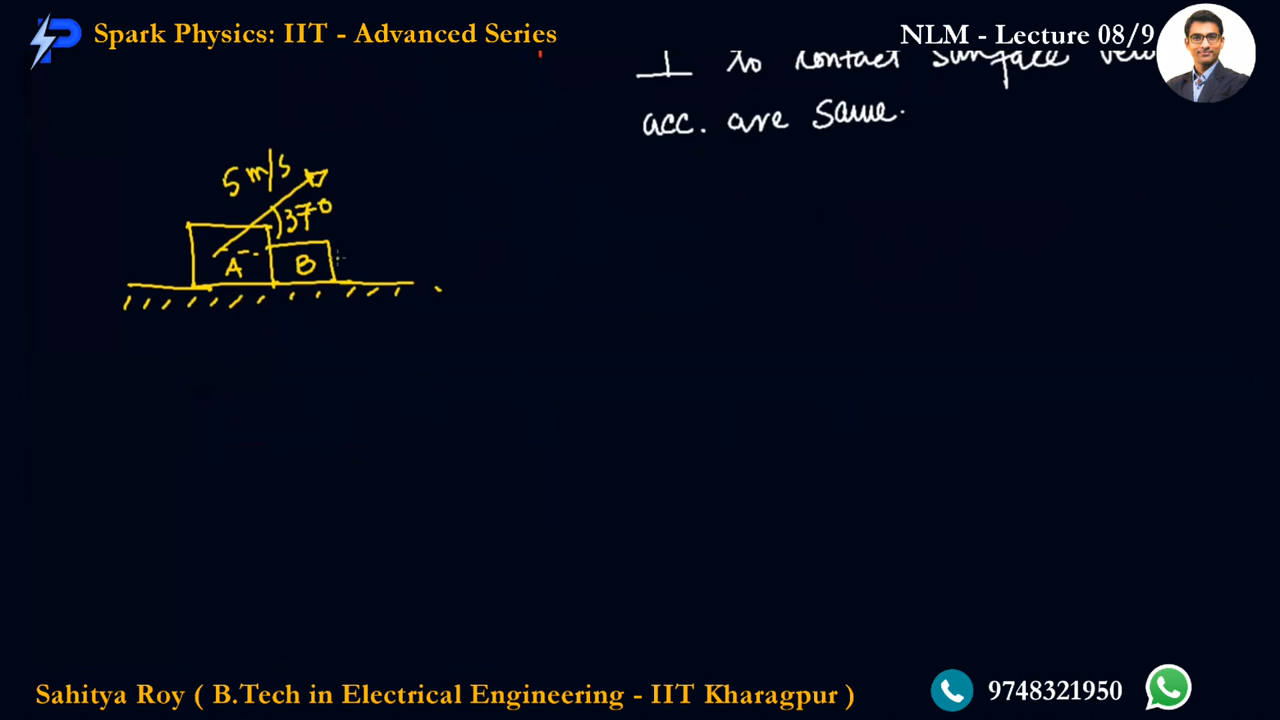 Spark Physics: IIT - Advanced Series
NLM - Lecture 08/9
⊥ to contact surface
acc. are same.
5 m/s
37°
A
B
Sahitya Roy ( B.Tech in Electrical Engineering - IIT Kharagpur )
9748321950